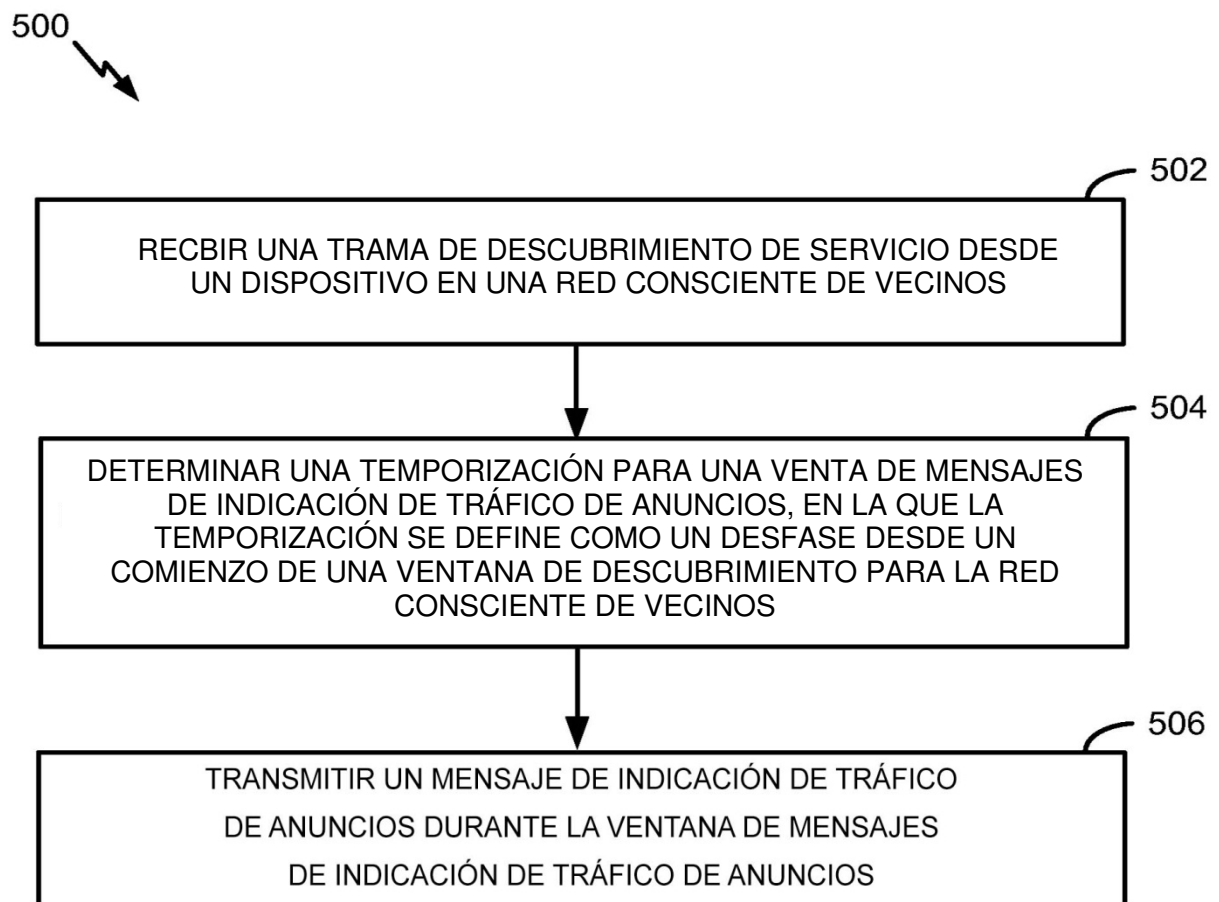 500
502
RECBIR UNA TRAMA DE DESCUBRIMIENTO DE SERVICIO DESDE
UN DISPOSITIVO EN UNA RED CONSCIENTE DE VECINOS
504
DETERMINAR UNA TEMPORIZACIÓN PARA UNA VENTA DE MENSAJES
DE INDICACIÓN DE TRÁFICO DE ANUNCIOS, EN LA QUE LA
TEMPORIZACIÓN SE DEFINE COMO UN DESFASE DESDE UN
COMIENZO DE UNA VENTANA DE DESCUBRIMIENTO PARA LA RED
CONSCIENTE DE VECINOS
506
TRANSMITIR UN MENSAJE DE INDICACIÓN DE TRÁFICO
DE ANUNCIOS DURANTE LA VENTANA DE MENSAJES
DE INDICACIÓN DE TRÁFICO DE ANUNCIOS